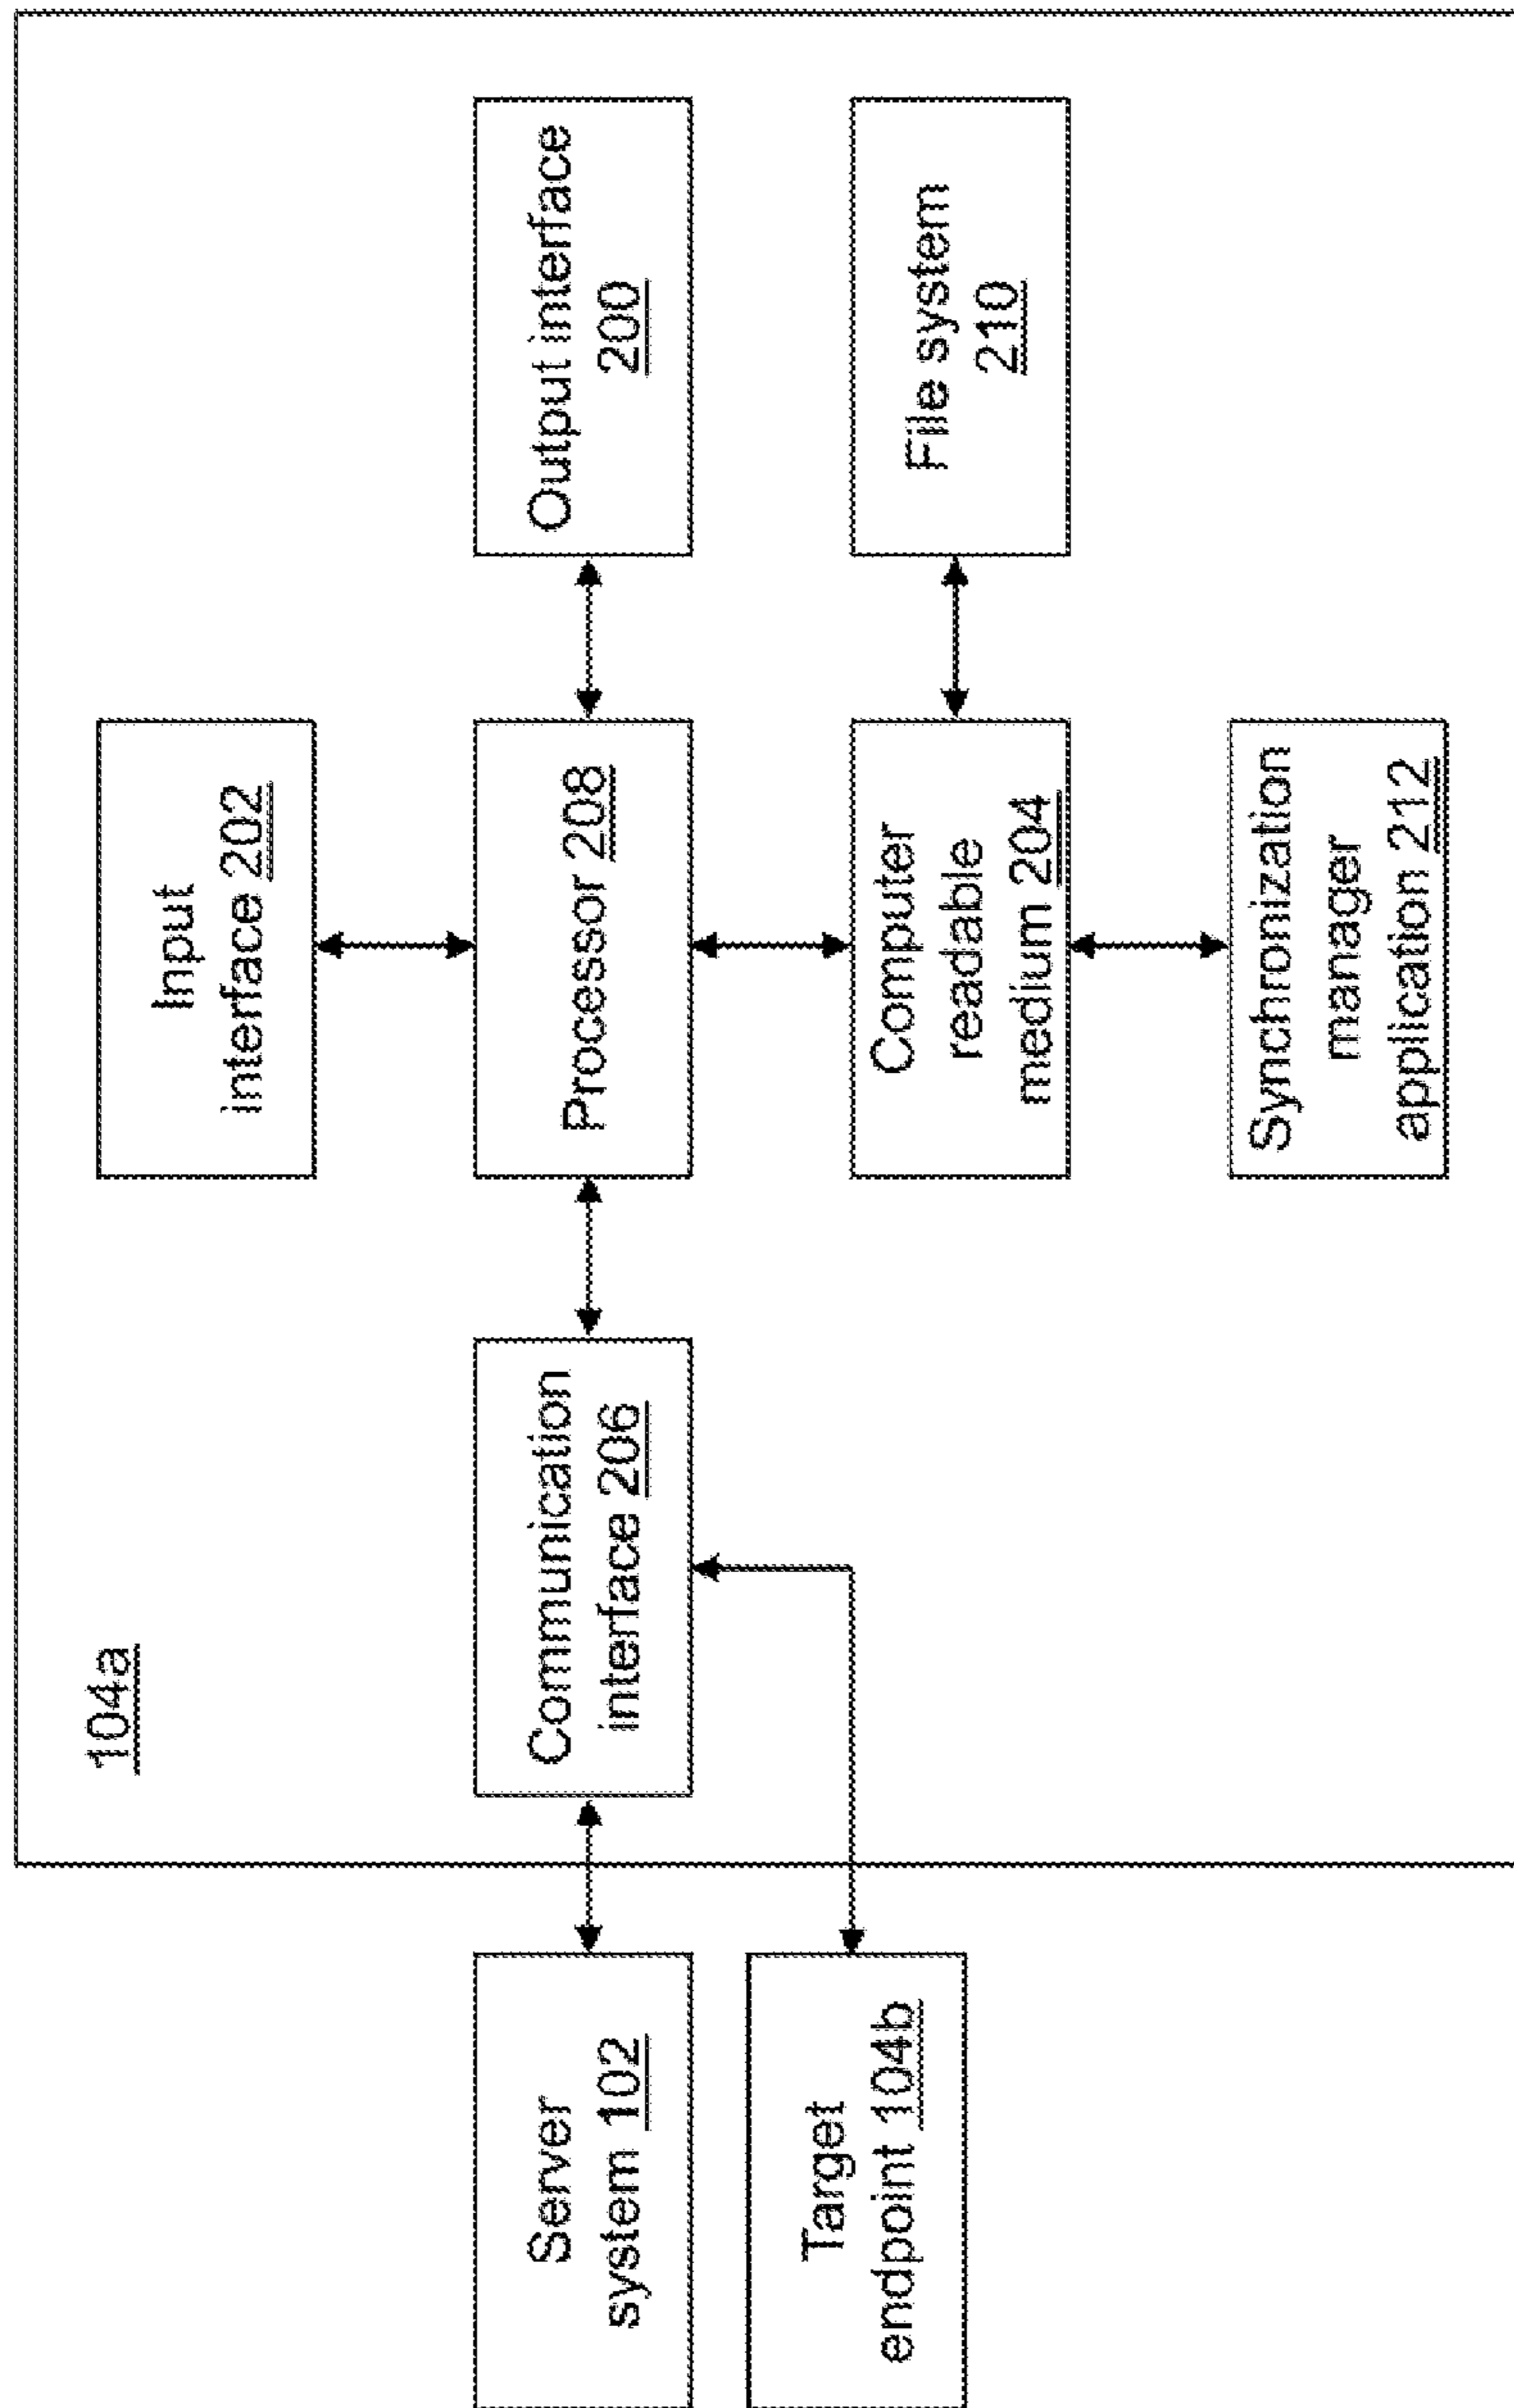 104a
Input
interface 202
Server
system 102
Communication
interface 206
Processor 208
Output interface
200
Target
endpoint 104b
Computer
readable
medium 204
File system
210
Synchronization
manager
application 212